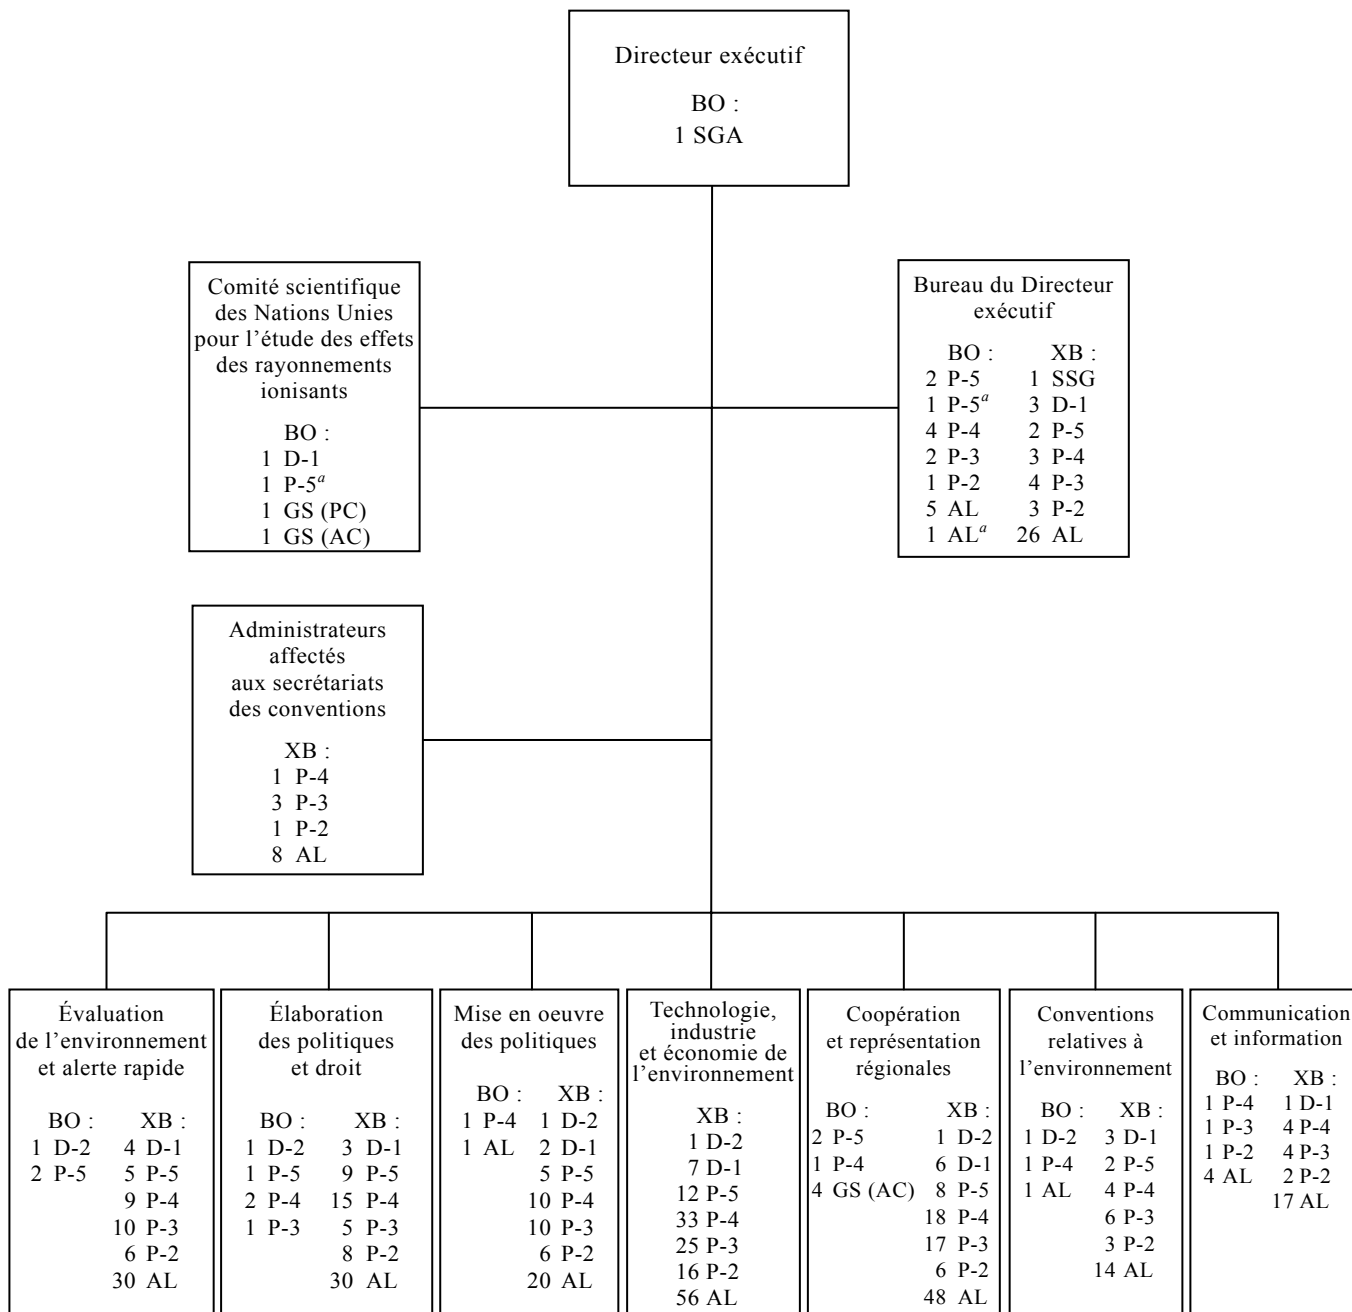 Directeur exécutif
BO :
1 SGA
Comité scientifique
des Nations Unies
pour l'étude des effets
des rayonnements
ionisants
BO :
1 D-1
1 P-5a
1 GS (PC)
1 GS (AC)
Bureau du Directeur
exécutif
BO : XB :
2 P-5 1 SSG
1 P-5a 3 D-1
4 P-4 2 P-5
2 P-3 3 P-4
1 P-2 4 P-3
5 AL 3 P-2
1 ALa 26 AL
Administrateurs
affectés
aux secrétariats
des conventions
XB :
1 P-4
3 P-3
1 P-2
8 AL
Évaluation
de l'environnement
et alerte rapide
BO : XB :
1 D-2 4 D-1
2 P-5 5 P-5
9 P-4
10 P-3
6 P-2
30 AL
Élaboration
des politiques
et droit
BO : XB :
1 D-2 3 D-1
1 P-5 9 P-5
2 P-4 15 P-4
1 P-3 5 P-3
8 P-2
30 AL
Mise en oeuvre
des politiques
BO : XB :
1 P-4 1 D-2
1 AL 2 D-1
5 P-5
10 P-4
10 P-3
6 P-2
20 AL
Technologie,
industrie
et économie de
l'environnement
XB :
1 D-2
7 D-1
12 P-5
33 P-4
25 P-3
16 P-2
56 AL
Coopération
et représentation
régionales
BO : XB :
2 P-5 1 D-2
1 P-4 6 D-1
4 GS (AC) 8 P-5
18 P-4
17 P-3
6 P-2
48 AL
Conventions
relatives à
l'environnement
BO : XB :
1 D-2 3 D-1
1 P-4 2 P-5
1 AL 4 P-4
6 P-3
3 P-2
14 AL
Communication
et information
BO : XB :
1 P-4 1 D-1
1 P-3 4 P-4
1 P-2 4 P-3
4 AL 2 P-2
17 AL